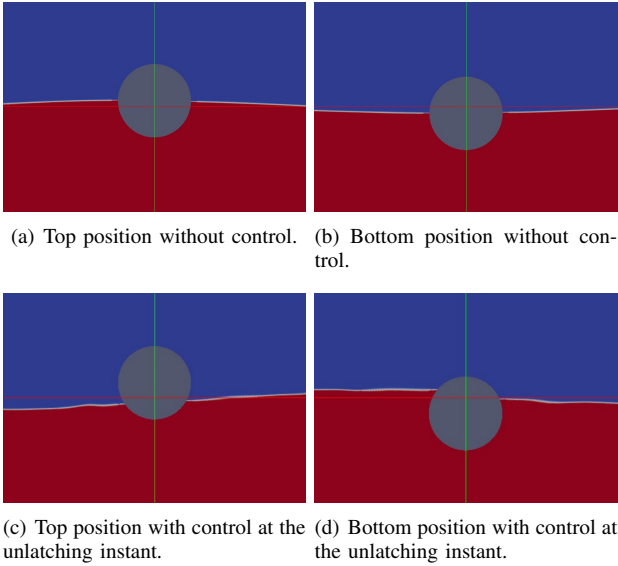 (a) Top position without control.
(b) Bottom position without con-
trol.
(c) Top position with control at the
unlatching instant.
(d) Bottom position with control at
the unlatching instant.